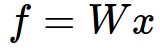 f = Wx